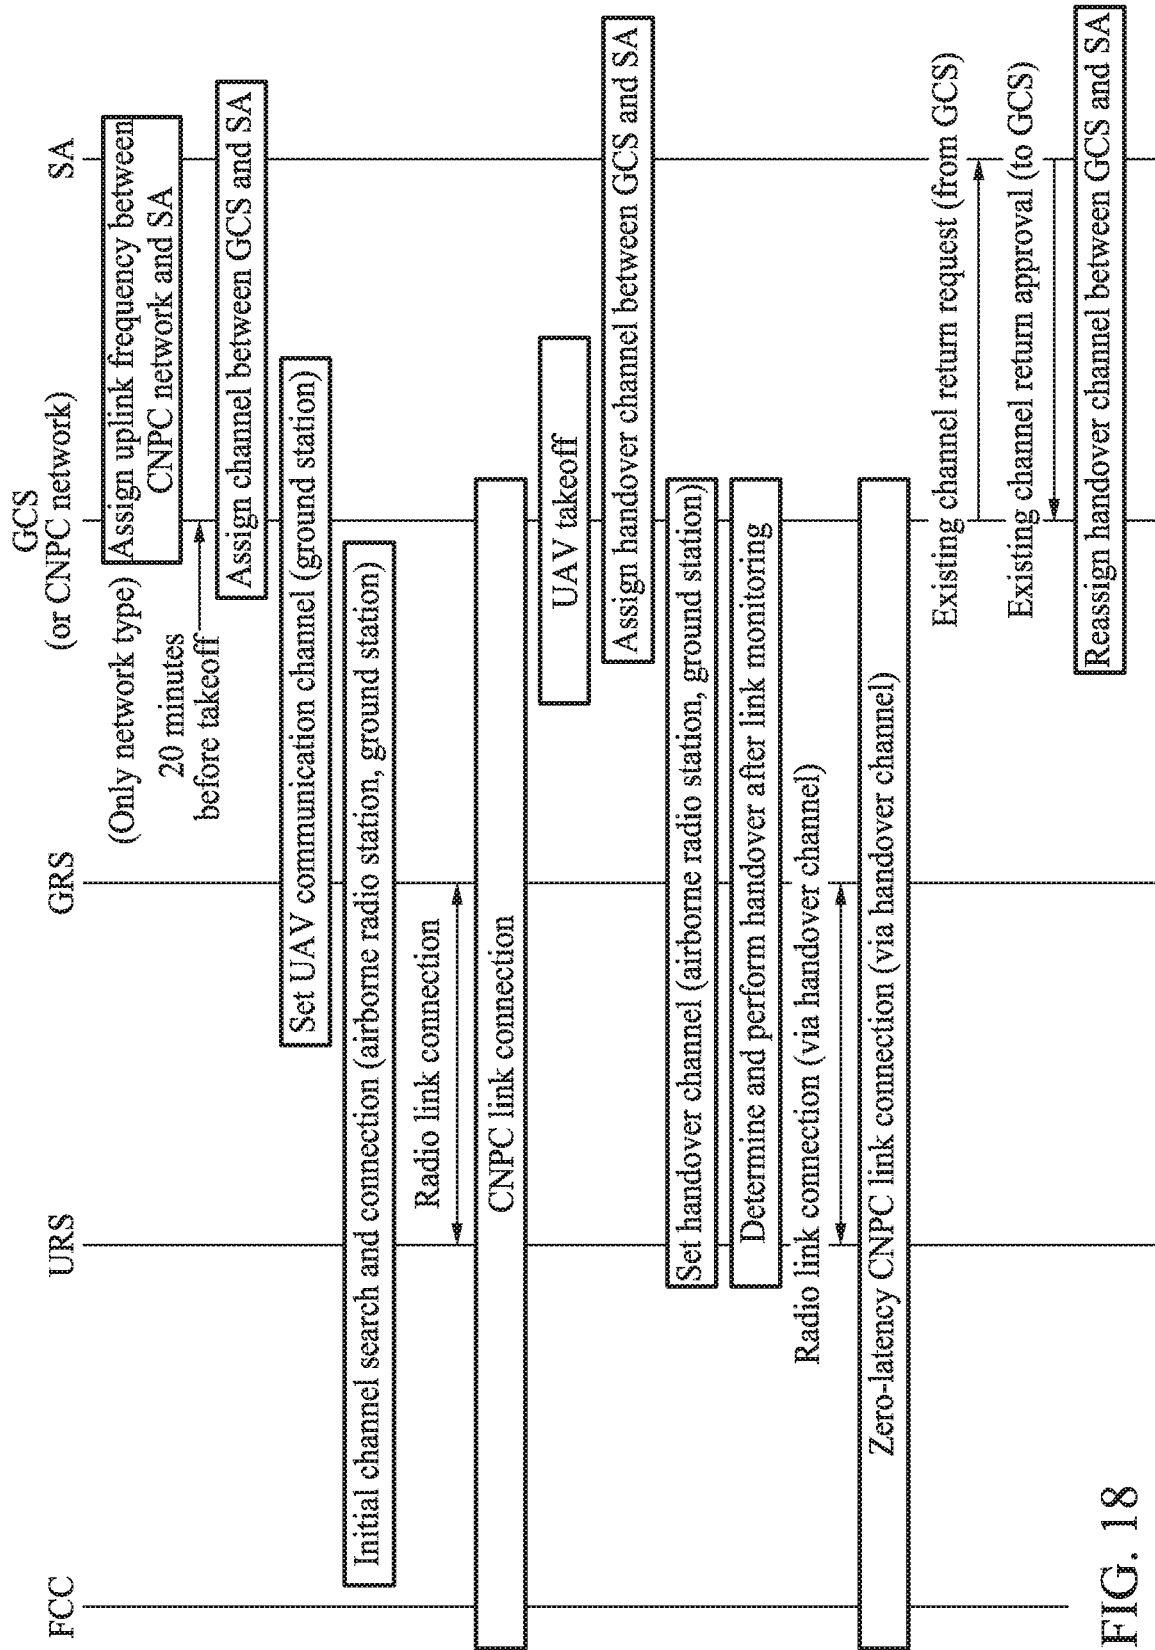 FCC
URS
GRS
GCS
(or CNPC network)
SA
(Only network type)
Assign uplink frequency between
CNPC network and SA
20 minutes
before takeoff
Assign channel between GCS and SA
Set UAV communication channel (ground station)
Initial channel search and connection (airborne radio station, ground station)
Radio link connection
CNPC link connection
UAV takeoff
Assign handover channel between GCS and SA
Set handover channel (airborne radio station, ground station)
Determine and perform handover after link monitoring
Radio link connection (via handover channel)
Zero-latency CNPC link connection (via handover channel)
Existing channel return request (from GCS)
Existing channel return approval (to GCS)
Reassign handover channel between GCS and SA
FIG. 18